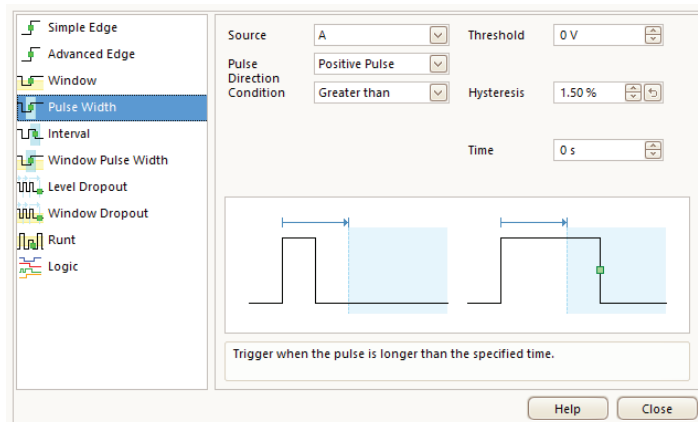 Simple Edge
Advanced Edge
Window
Pulse Width
Interval
Window Pulse Width
Level Dropout
Window Dropout
Runt
Logic
Source A Threshold 0 V
Pulse Direction Positive Pulse
Condition Greater than Hysteresis 1.50 %
Time 0 s
Trigger when the pulse is longer than the specified time.
Help Close